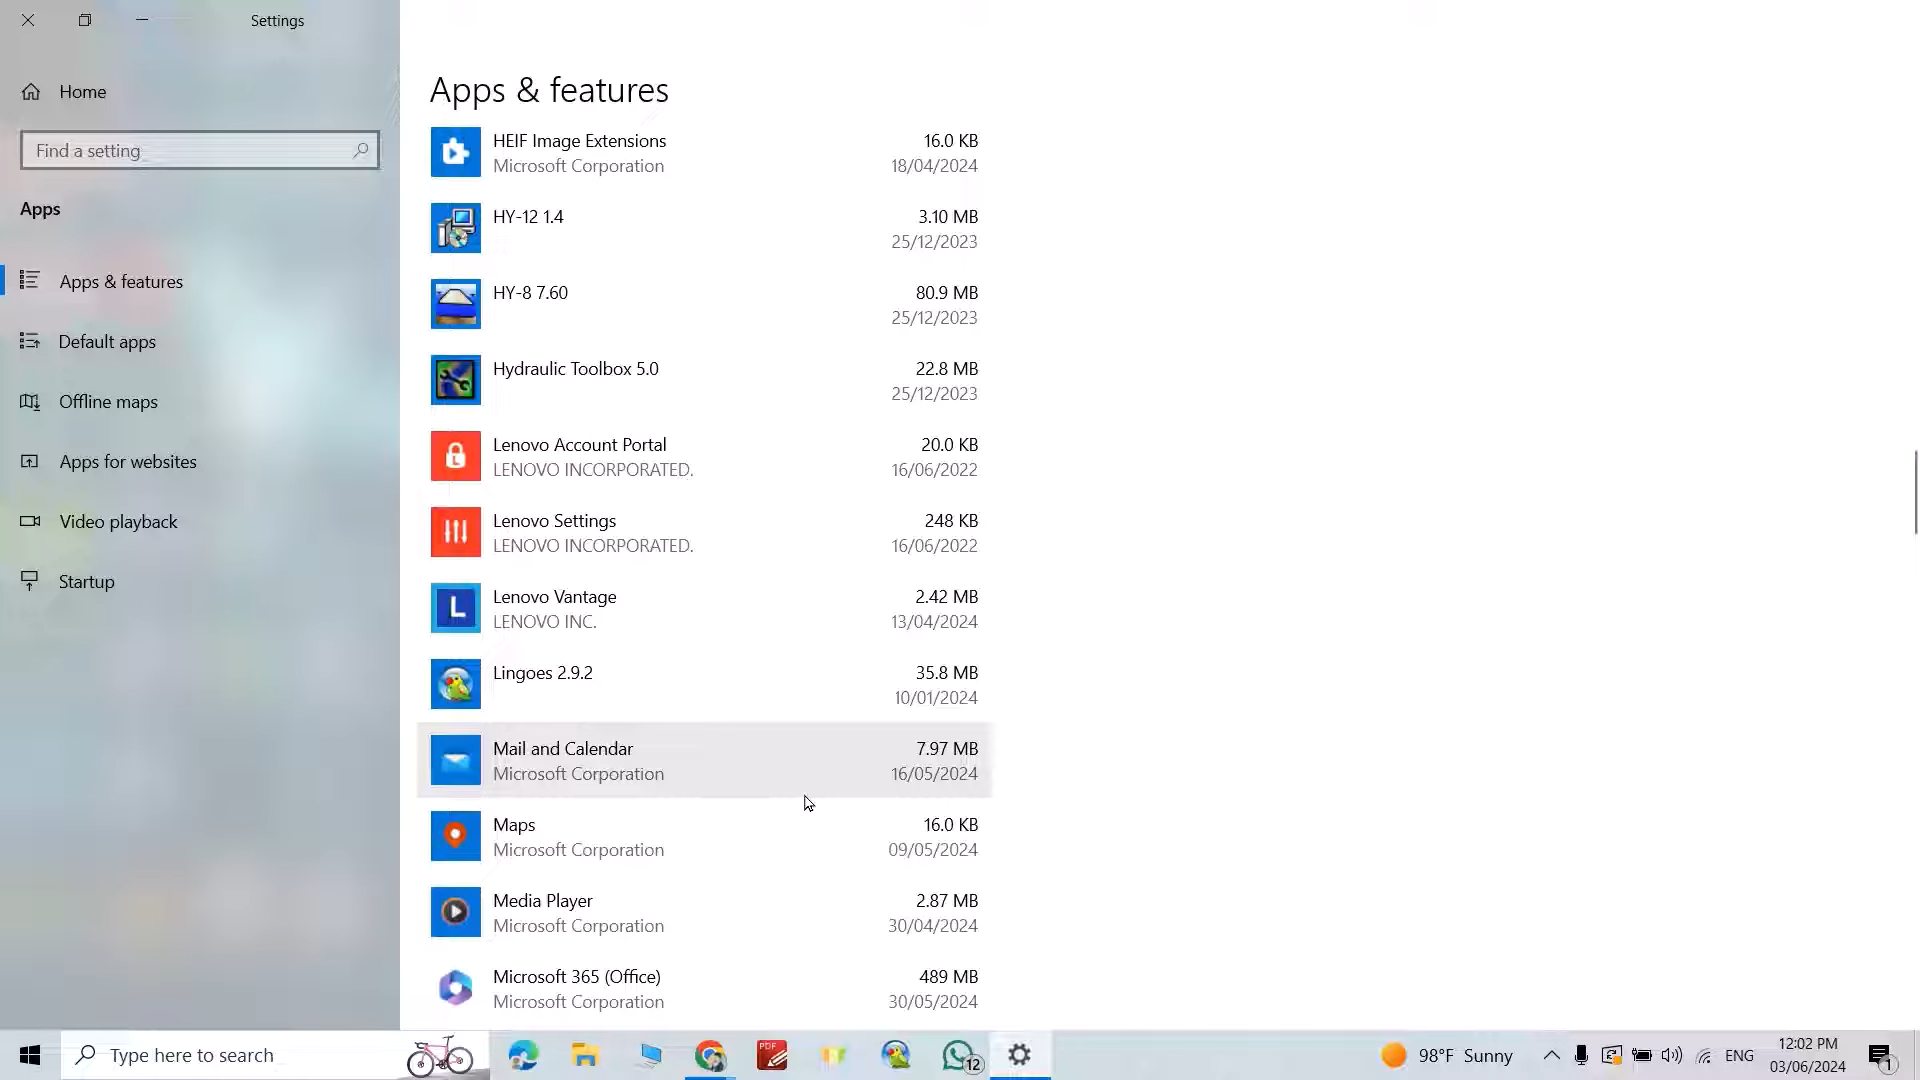 Settings
Home
Find a setting
Apps
Apps & features
Default apps
Offline maps
Apps for websites
Video playback
Startup
Apps & features
HEIF Image Extensions 16.0 KB
Microsoft Corporation 18/04/2024
HY-12 1.4 3.10 MB
25/12/2023
HY-8 7.60 80.9 MB
25/12/2023
Hydraulic Toolbox 5.0 22.8 MB
25/12/2023
Lenovo Account Portal 20.0 KB
LENOVO INCORPORATED. 16/06/2022
Lenovo Settings 248 KB
LENOVO INCORPORATED. 16/06/2022
Lenovo Vantage 2.42 MB
LENOVO INC. 13/04/2024
Lingoes 2.9.2 35.8 MB
10/01/2024
Mail and Calendar 7.97 MB
Microsoft Corporation 16/05/2024
Maps 16.0 KB
Microsoft Corporation 09/05/2024
Media Player 2.87 MB
Microsoft Corporation 30/04/2024
Microsoft 365 (Office) 489 MB
Microsoft Corporation 30/05/2024
Type here to search
PDF
12
98°F Sunny
ENG
12:02 PM
03/06/2024
1